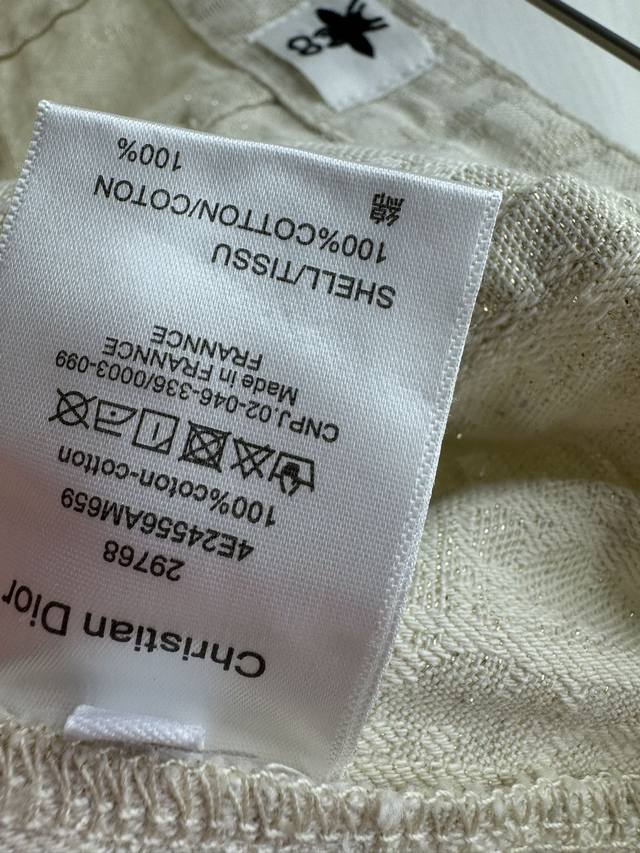 Christian Dior
29768
4E24556AM659
100%coton-cotton
CNPJ.02-046-336/0003-099
Made in FRANNCE
FRANNCE
SHELL/TISSU
100%COTTON/COTON
100%